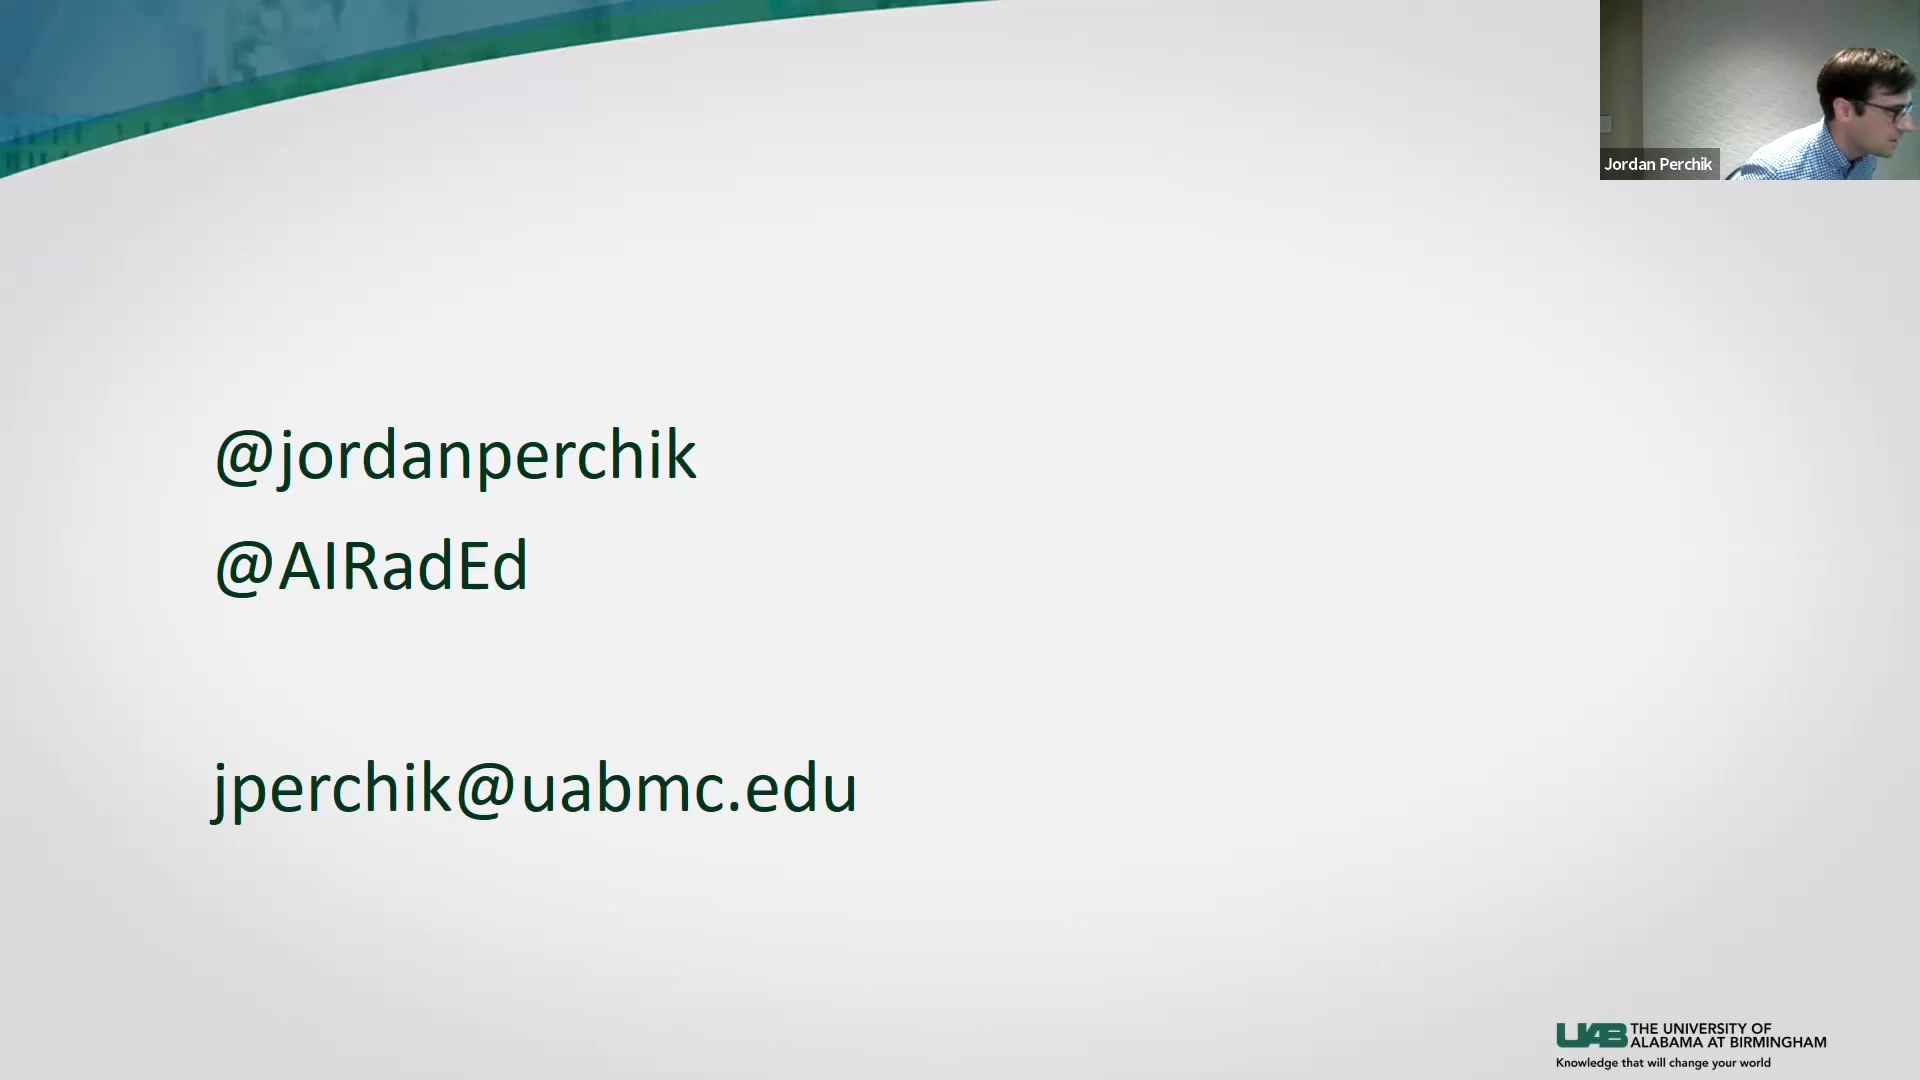 Jordan Perchik
@jordanperchik
@AIRadEd
jperchik@uabmc.edu
UAB THE UNIVERSITY OF
ALABAMA AT BIRMINGHAM
Knowledge that will change your world